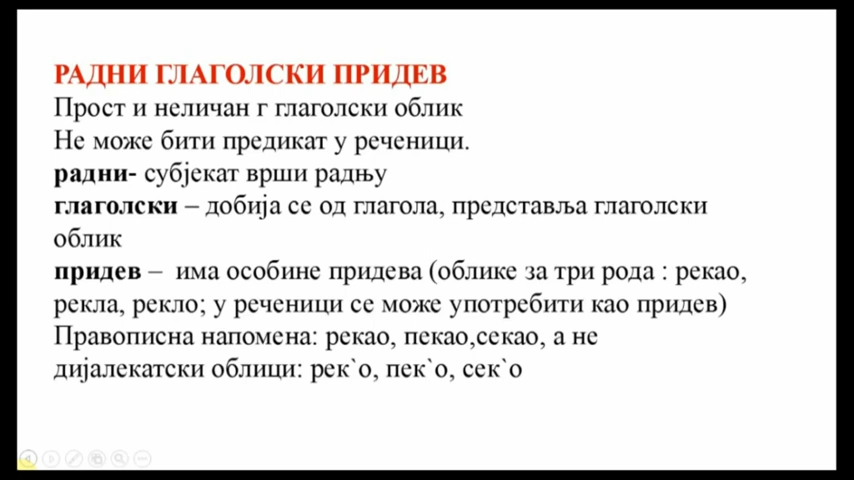 РАДНИ ГЛАГОЛСКИ ПРИДЕВ
Прост и неличан г глаголски облик
Не може бити предикат у реченици.
радни- субјекат врши радњу
глаголски – добија се од глагола, представља глаголски
облик
придев –  има особине придева (облике за три рода : рекао,
рекла, рекло; у реченици се може употребити као придев)
Правописна напомена: рекао, пекао,секао, а не
дијалекатски облици: рек`о, пек`о, сек`о